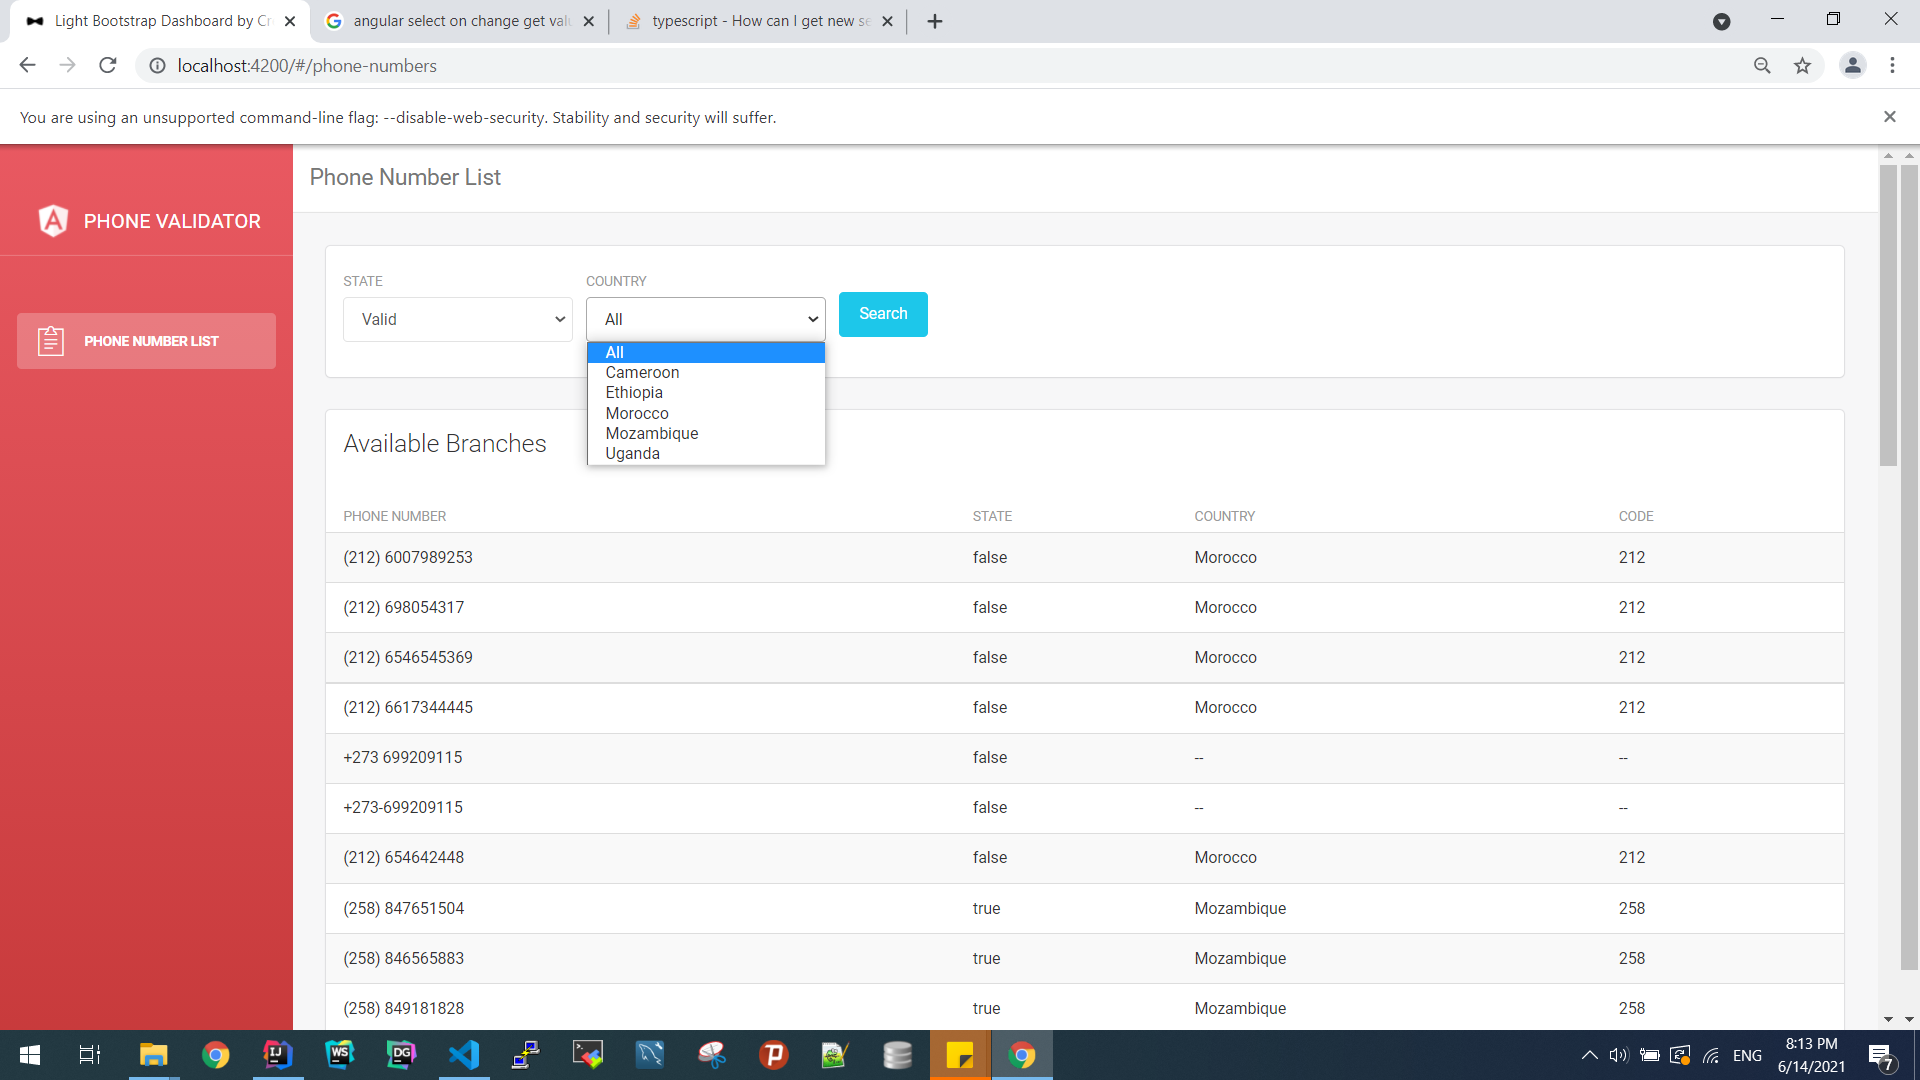 Light Bootstrap Dashboard by Cr
angular select on change get valu
typescript - How can I get new se
localhost:4200/#/phone-numbers
You are using an unsupported command-line flag: --disable-web-security. Stability and security will suffer.
PHONE VALIDATOR
PHONE NUMBER LIST
Phone Number List
STATE COUNTRY
Valid All Search
All
Cameroon
Ethiopia
Morocco
Mozambique
Uganda
Available Branches
PHONE NUMBER STATE COUNTRY CODE
(212) 6007989253 false Morocco 212
(212) 698054317 false Morocco 212
(212) 6546545369 false Morocco 212
(212) 6617344445 false Morocco 212
+273 699209115 false -- --
+273-699209115 false -- --
(212) 654642448 false Morocco 212
(258) 847651504 true Mozambique 258
(258) 846565883 true Mozambique 258
(258) 849181828 true Mozambique 258
IJ WS DG
ENG
8:13 PM
6/14/2021
7